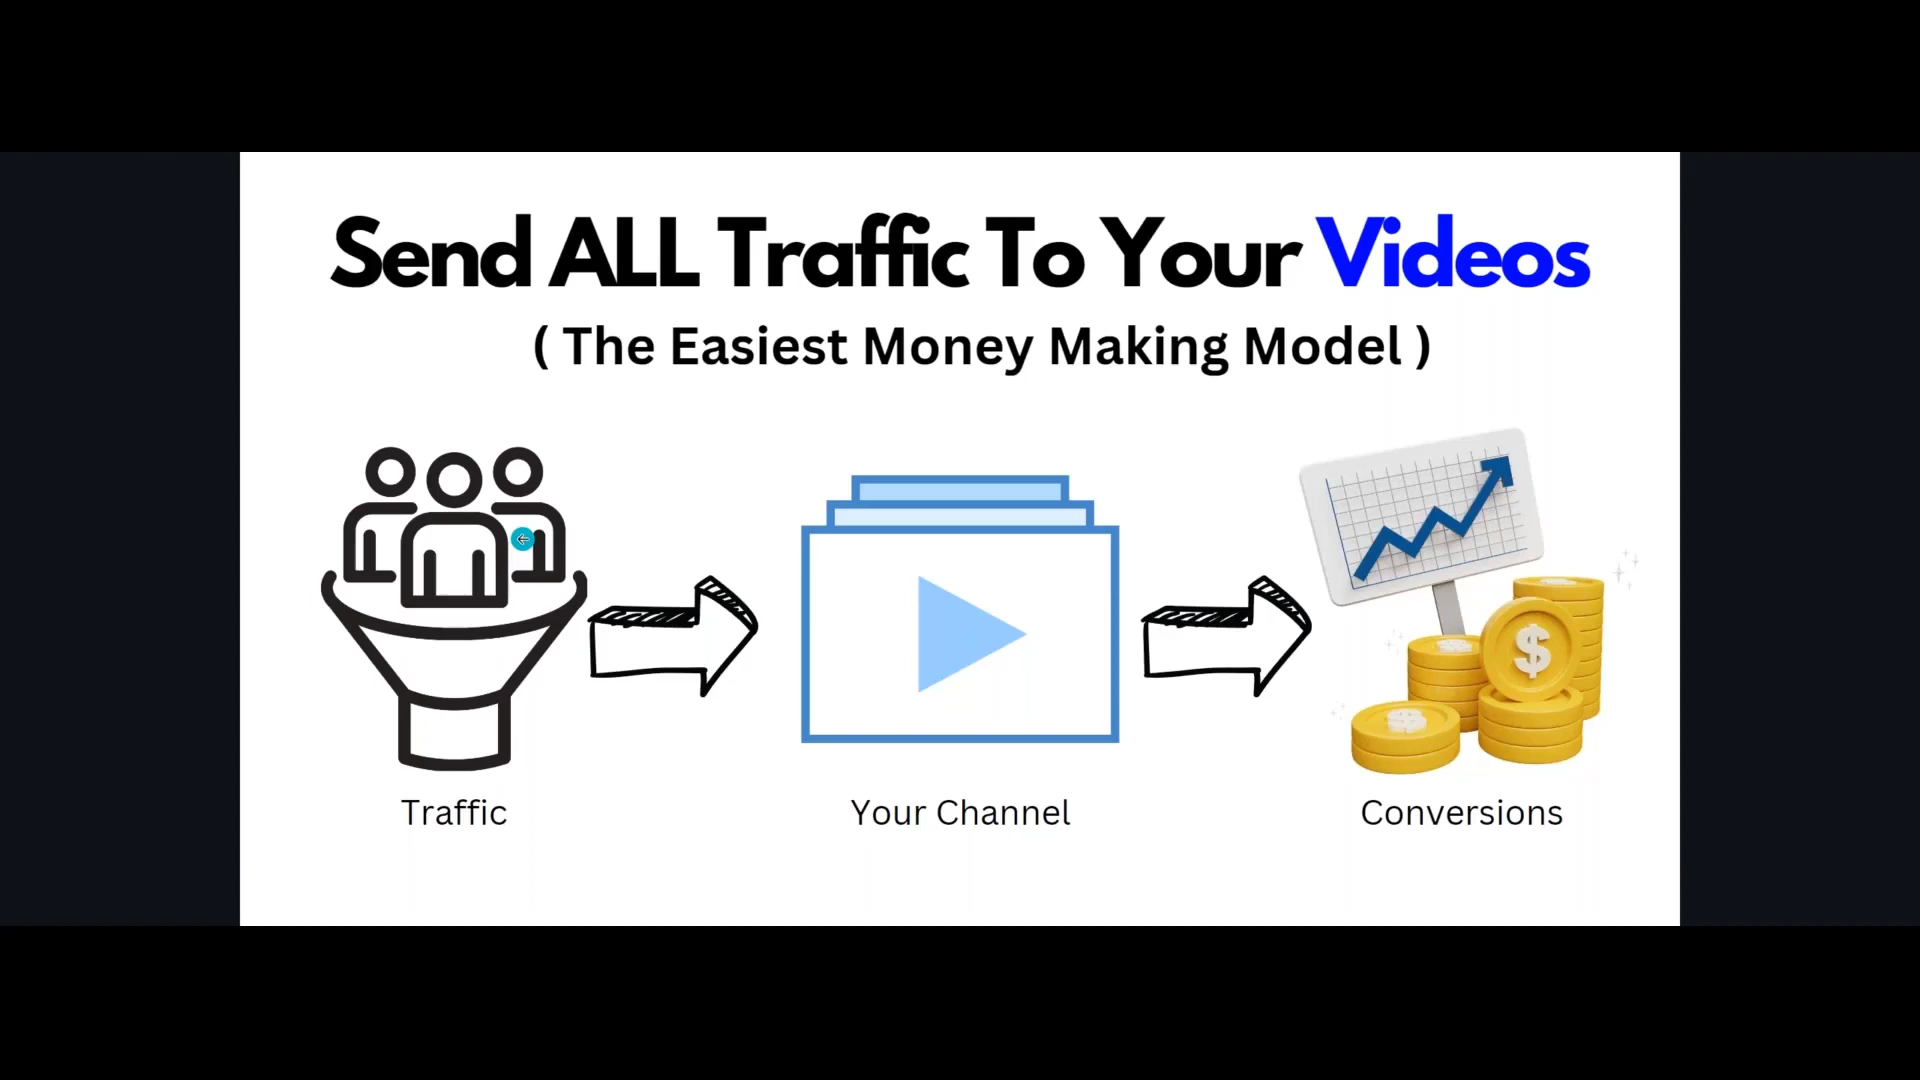 Send ALL Traffic To Your Videos
( The Easiest Money Making Model )
$
Traffic
Your Channel
Conversions